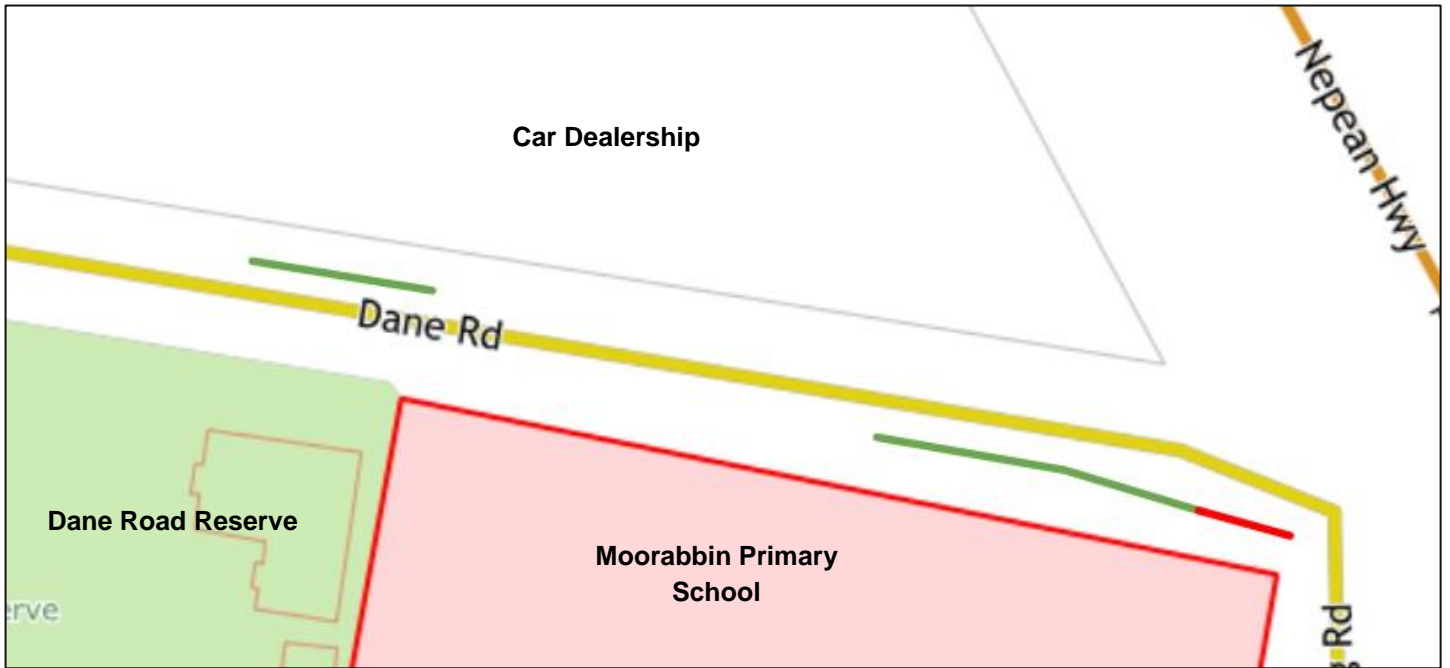 Car Dealership
Nepean Hwy
Dane Rd
Dane Road Reserve
Moorabbin Primary
School
erve
Rd